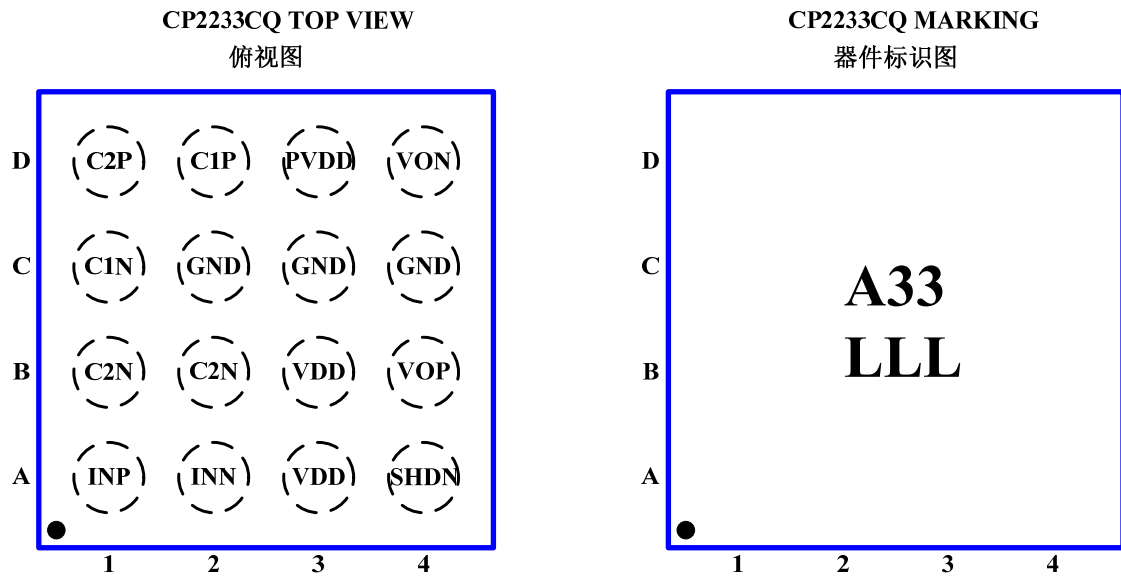 CP2233CQ TOP VIEW
俯视图
D C2P C1P PVDD VON
C C1N GND GND GND
B C2N C2N VDD VOP
A INP INN VDD SHDN
1 2 3 4
CP2233CQ MARKING
器件标识图
D
C
A33
B
LLL
A
1 2 3 4